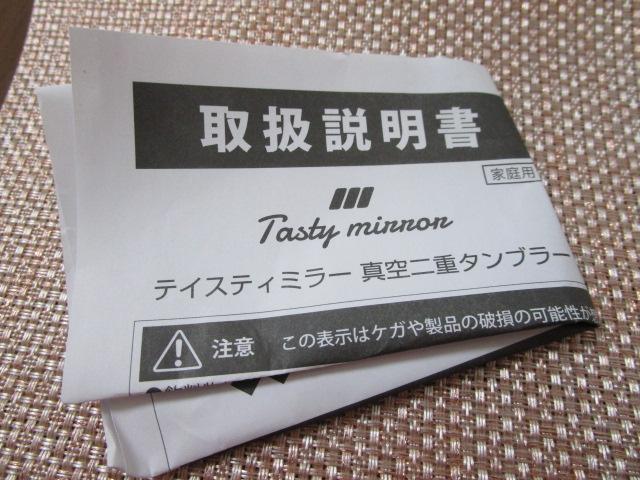 取扱説明書
家庭用
Tasty mirror
テイスティミラー 真空二重タンブラー
注意 この表示はケガや製品の破損の可能性が